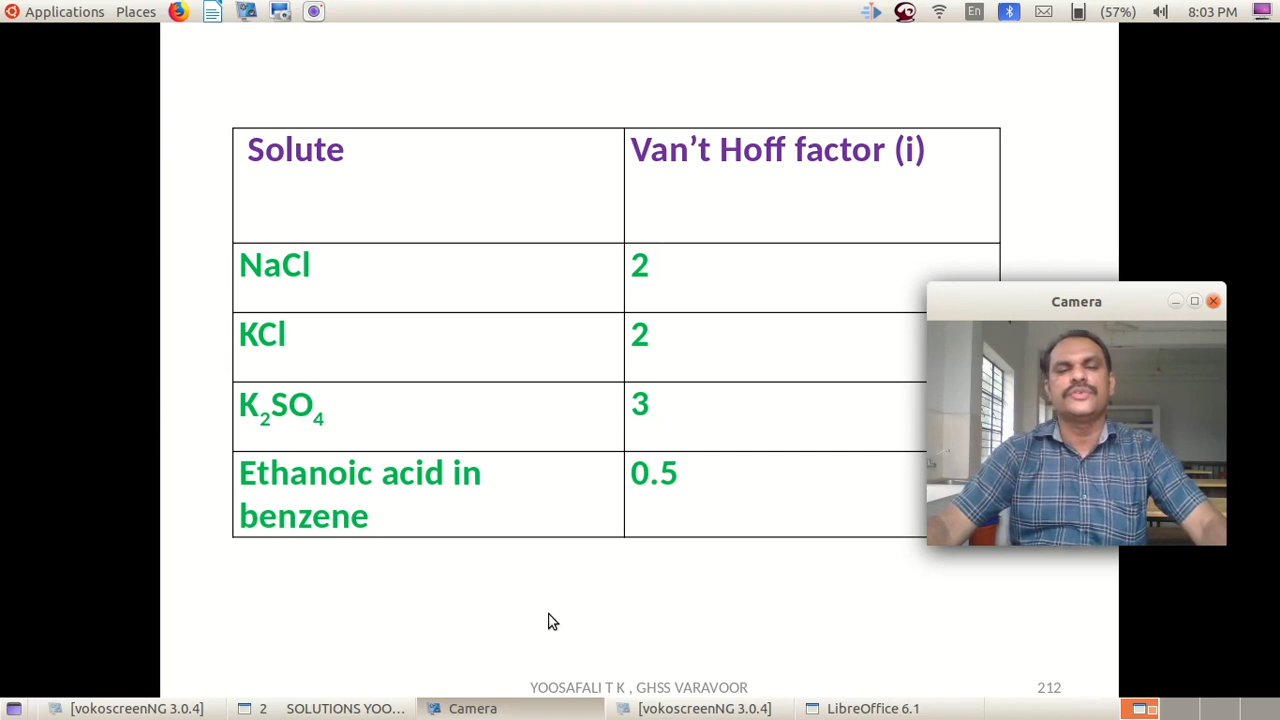 Applications Places En (57%) 8:03 PM
Solute Van’t Hoff factor (i)
NaCl 2
KCl 2
K₂SO₄ 3
Ethanoic acid in 0.5
benzene
Camera
YOOSAFALI T K , GHSS VARAVOOR 212
[vokoscreenNG 3.0.4] 2 SOLUTIONS YOO... Camera [vokoscreenNG 3.0.4] LibreOffice 6.1